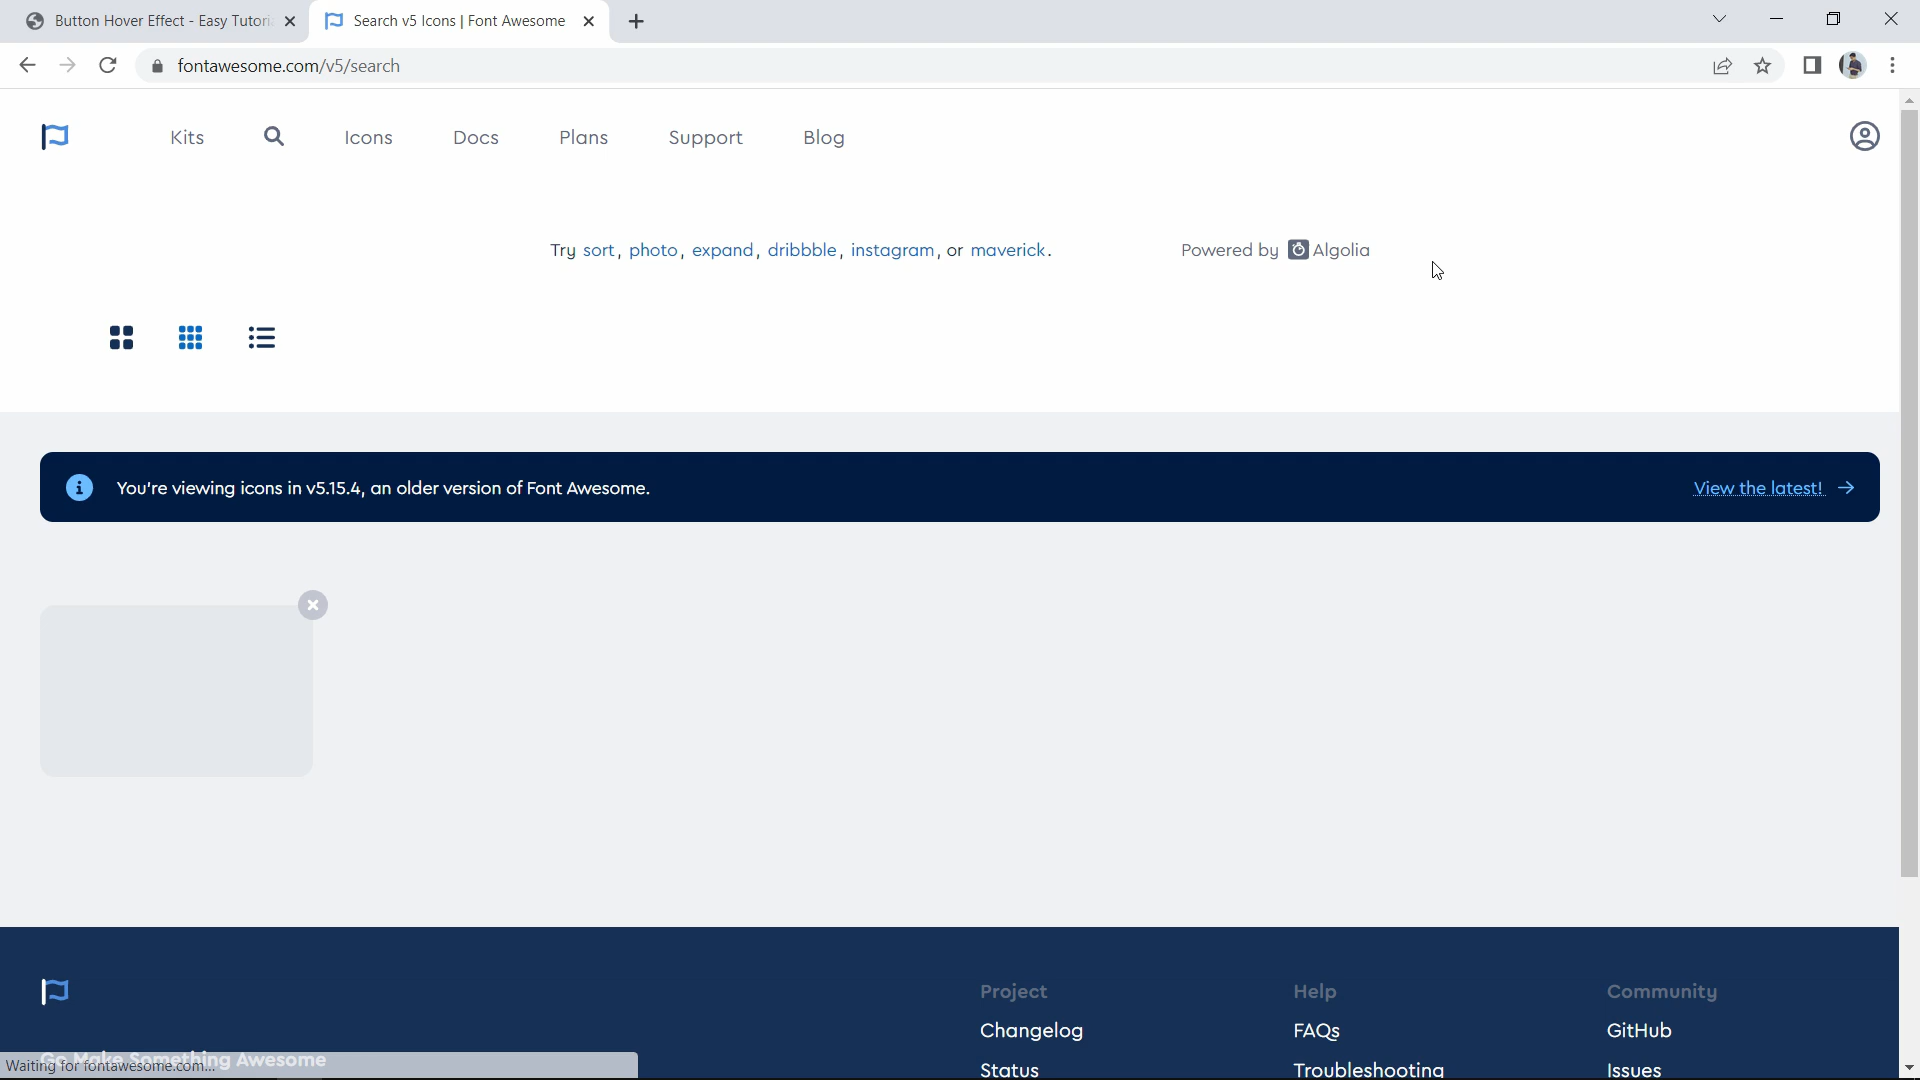 Button Hover Effect - Easy Tutori
Search v5 Icons | Font Awesome
fontawesome.com/v5/search
Kits
Icons
Docs
Plans
Support
Blog
Try sort, photo, expand, dribbble, instagram, or maverick.
Powered by Algolia
You're viewing icons in v5.15.4, an older version of Font Awesome.
View the latest!
Project
Help
Community
Changelog
FAQs
GitHub
Go Make Something Awesome
Waiting for fontawesome.com...
Status
Troubleshooting
Issues